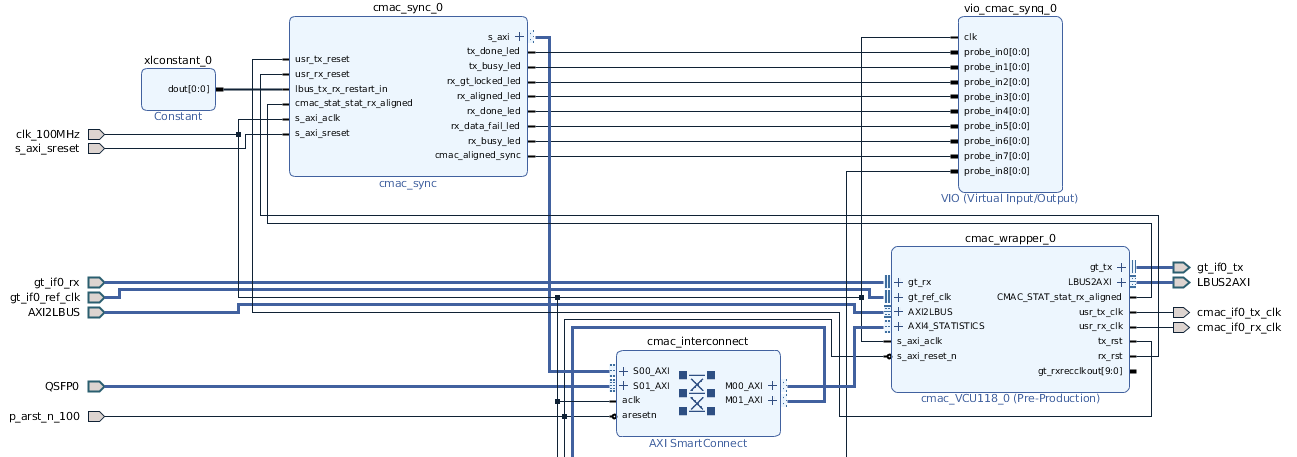 cmac_sync_0
s_axi
tx_done_led
tx_busy_led
rx_gt_locked_led
rx_aligned_led
rx_done_led
rx_data_fail_led
rx_busy_led
cmac_aligned_sync
usr_tx_reset
usr_rx_reset
lbus_tx_rx_restart_in
cmac_stat_stat_rx_aligned
s_axi_aclk
s_axi_sreset
cmac_sync
xlconstant_0
dout[0:0]
Constant
clk_100MHz
s_axi_sreset
vio_cmac_synq_0
clk
probe_in0[0:0]
probe_in1[0:0]
probe_in2[0:0]
probe_in3[0:0]
probe_in4[0:0]
probe_in5[0:0]
probe_in6[0:0]
probe_in7[0:0]
probe_in8[0:0]
VIO (Virtual Input/Output)
gt_if0_rx
gt_if0_ref_clk
AXI2LBUS
QSFP0
p_arst_n_100
cmac_interconnect
S00_AXI
S01_AXI
aclk
aresetn
M00_AXI
M01_AXI
AXI SmartConnect
cmac_wrapper_0
gt_rx
gt_ref_clk
AXI2LBUS
AXI4_STATISTICS
s_axi_aclk
s_axi_reset_n
gt_tx
LBUS2AXI
CMAC_STAT_stat_rx_aligned
usr_tx_clk
usr_rx_clk
tx_rst
rx_rst
gt_rxrecclkout[9:0]
cmac_VCU118_0 (Pre-Production)
gt_if0_tx
LBUS2AXI
cmac_if0_tx_clk
cmac_if0_rx_clk